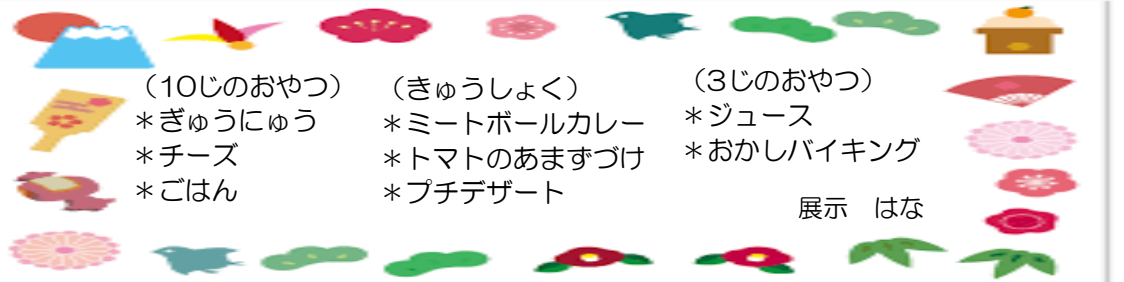 （10じのおやつ）
＊ぎゅうにゅう
＊チーズ
＊ごはん
（きゅうしょく）
＊ミートボールカレー
＊トマトのあまずづけ
＊プチデザート
（3じのおやつ）
＊ジュース
＊おかしバイキング
展示　はな